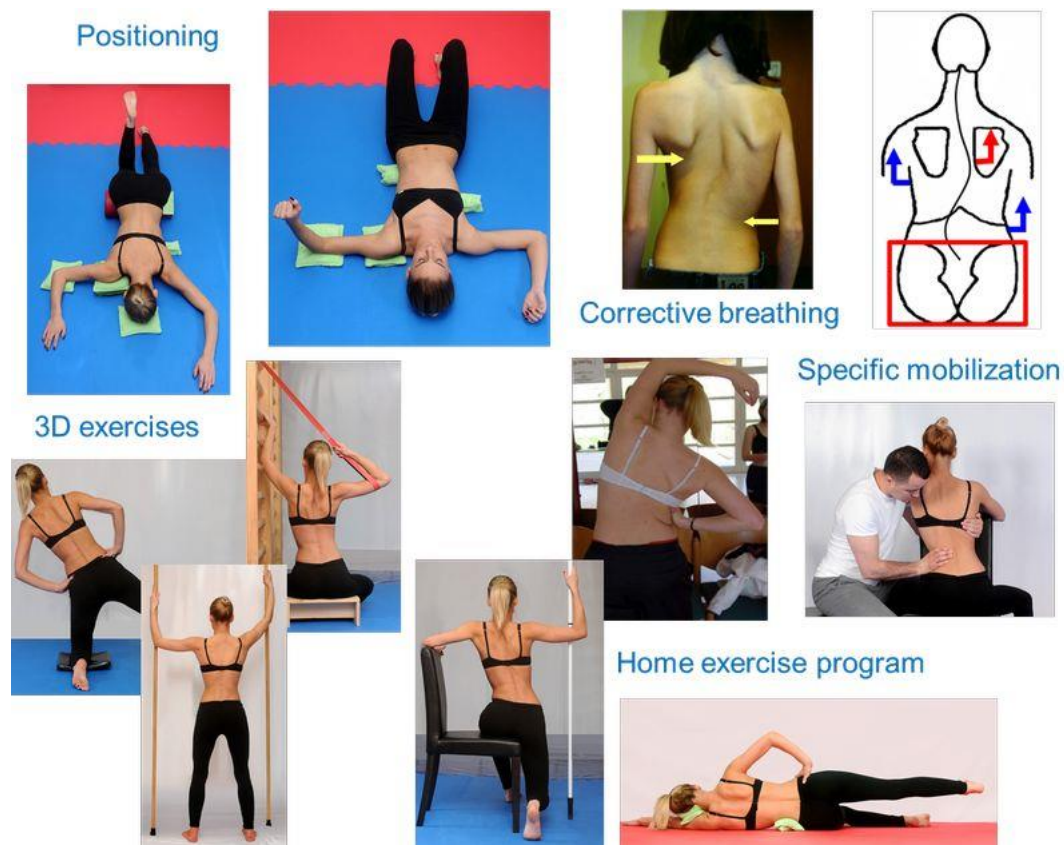 Positioning
Corrective breathing
Specific mobilization
3D exercises
Home exercise program